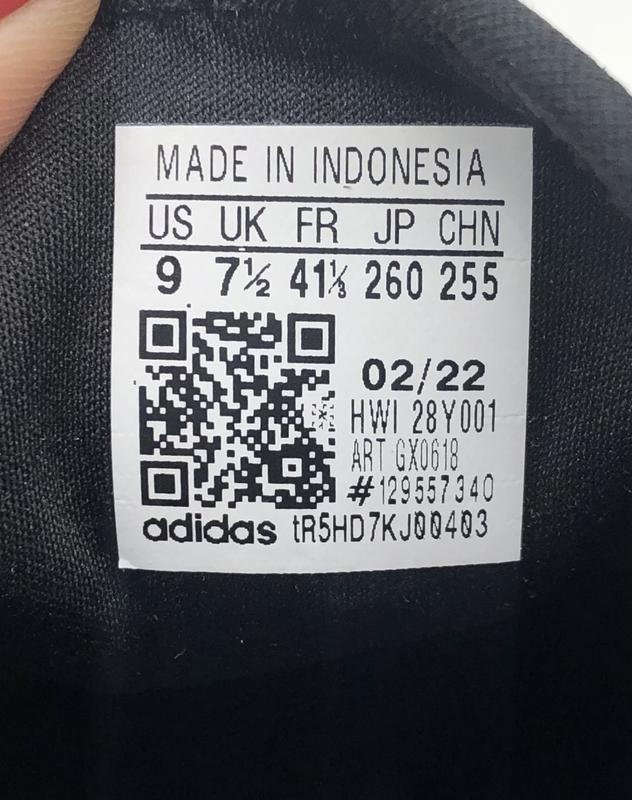 MADE IN INDONESIA
US UK FR JP CHN
9 7½ 41⅓ 260 255
02/22
HWI 28Y001
ART GX0618
#129557340
adidas tR5HD7KJ00403